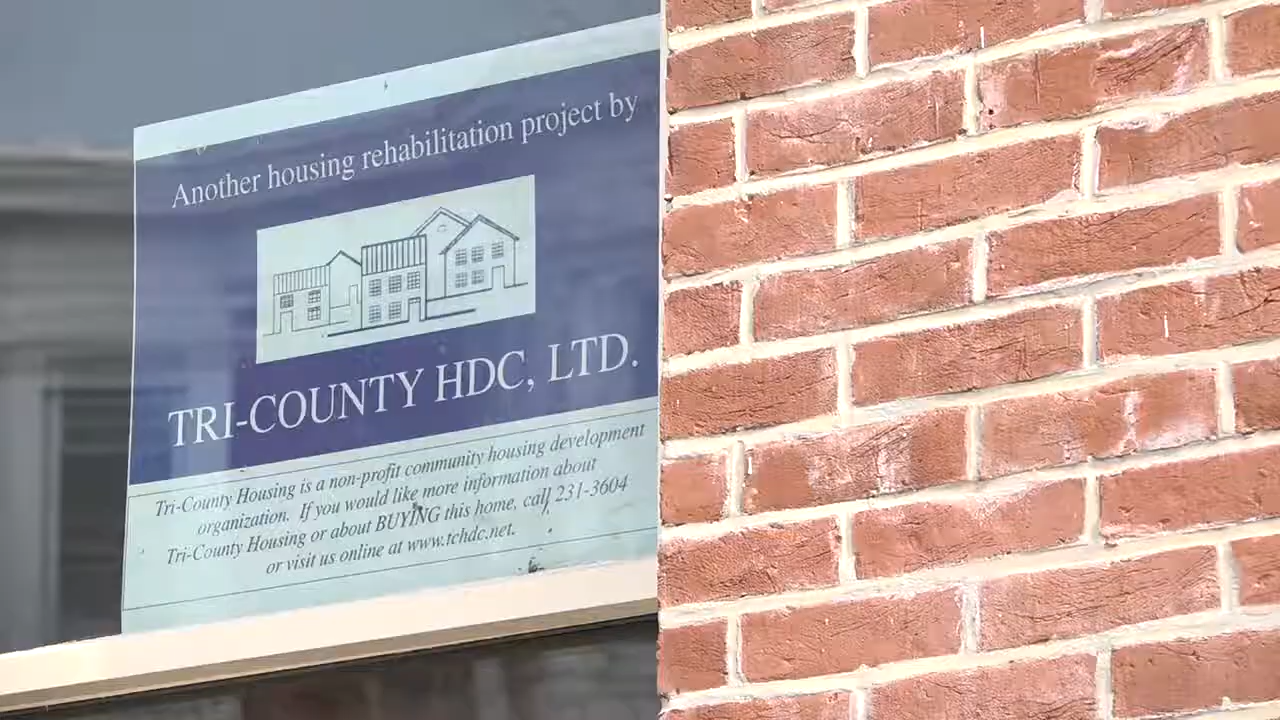 Another housing rehabilitation project by
TRI-COUNTY HDC, LTD.
Tri-County Housing is a non-profit community housing development
organization. If you would like more information about
Tri-County Housing or about BUYING this home, call 231-3604
or visit us online at www.tchdc.net.